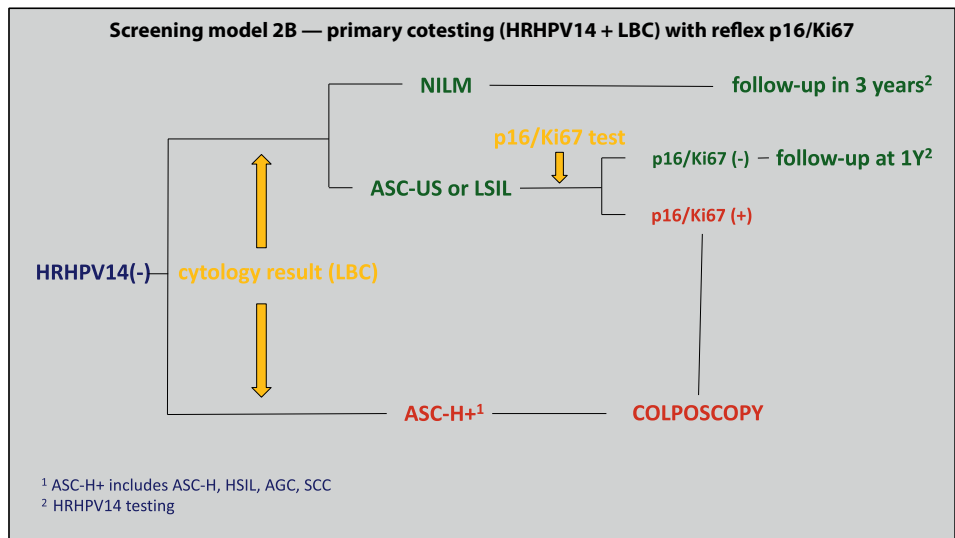 Screening model 2B — primary cotesting (HRHPV14 + LBC) with reflex p16/Ki67
NILM
follow-up in 3 years²
p16/Ki67 test
p16/Ki67 (-)
follow-up at 1Y²
ASC-US or LSIL
p16/Ki67 (+)
HRHPV14(-)
cytology result (LBC)
ASC-H+¹
COLPOSCOPY
¹ ASC-H+ includes ASC-H, HSIL, AGC, SCC
² HRHPV14 testing